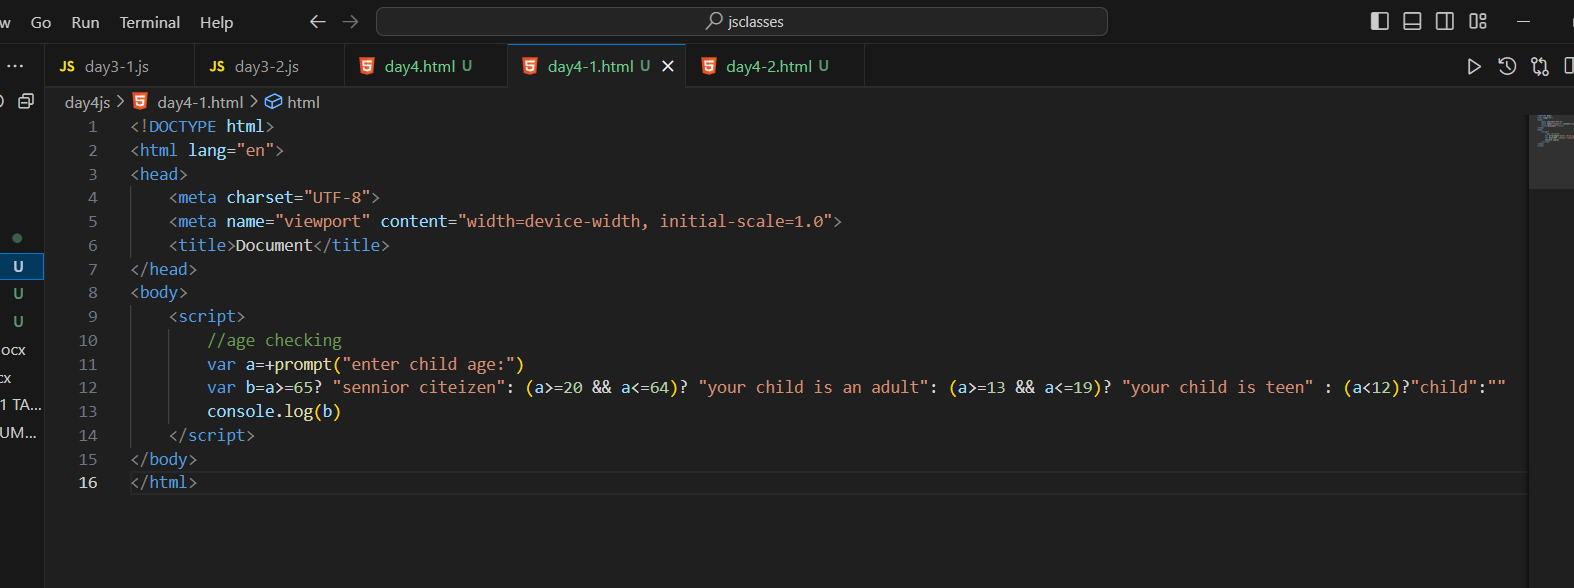 w Go Run Terminal Help jsclasses
... JS day3-1.js JS day3-2.js day4.html U day4-1.html U day4-2.html U
day4js > day4-1.html > html
1 <!DOCTYPE html>
2 <html lang="en">
3 <head>
4 <meta charset="UTF-8">
5 <meta name="viewport" content="width=device-width, initial-scale=1.0">
6 <title>Document</title>
7 </head>
8 <body>
9 <script>
10 //age checking
11 var a=+prompt("enter child age:")
12 var b=a>=65? "sennior citeizen": (a>=20 && a<=64)? "your child is an adult": (a>=13 && a<=19)? "your child is teen" : (a<12)?"child":""
13 console.log(b)
14 </script>
15 </body>
16 </html>
U
U
U
ocx
cx
1 TA...
UM...